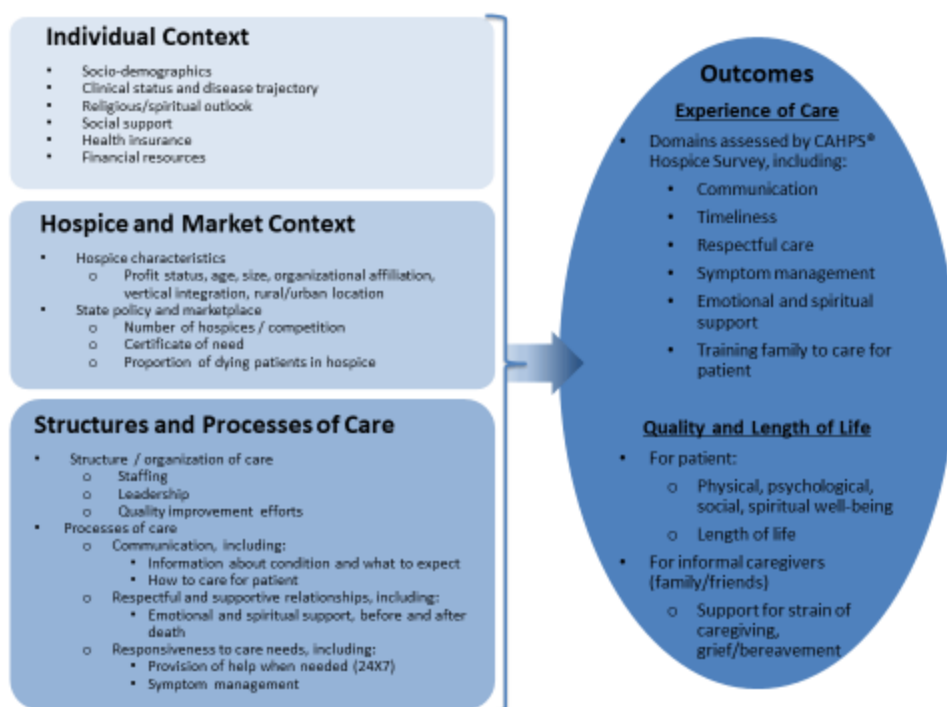 Individual Context
• Socio-demographics
• Clinical status and disease trajectory
• Religious/spiritual outlook
• Social support
• Health insurance
• Financial resources
Hospice and Market Context
• Hospice characteristics
o Profit status, age, size, organizational affiliation,
vertical integration, rural/urban location
• State policy and marketplace
o Number of hospices / competition
o Certificate of need
o Proportion of dying patients in hospice
Structures and Processes of Care
• Structure / organization of care
o Staffing
o Leadership
o Quality improvement efforts
• Processes of care
o Communication, including:
• Information about condition and what to expect
• How to care for patient
o Respectful and supportive relationships, including:
• Emotional and spiritual support, before and after
death
o Responsiveness to care needs, including:
• Provision of help when needed (24X7)
• Symptom management
Outcomes
Experience of Care
• Domains assessed by CAHPS®
Hospice Survey, including:
• Communication
• Timeliness
• Respectful care
• Symptom management
• Emotional and spiritual
support
• Training family to care for
patient
Quality and Length of Life
• For patient:
o Physical, psychological,
social, spiritual well-being
o Length of life
• For informal caregivers
(family/friends)
o Support for strain of
caregiving,
grief/bereavement